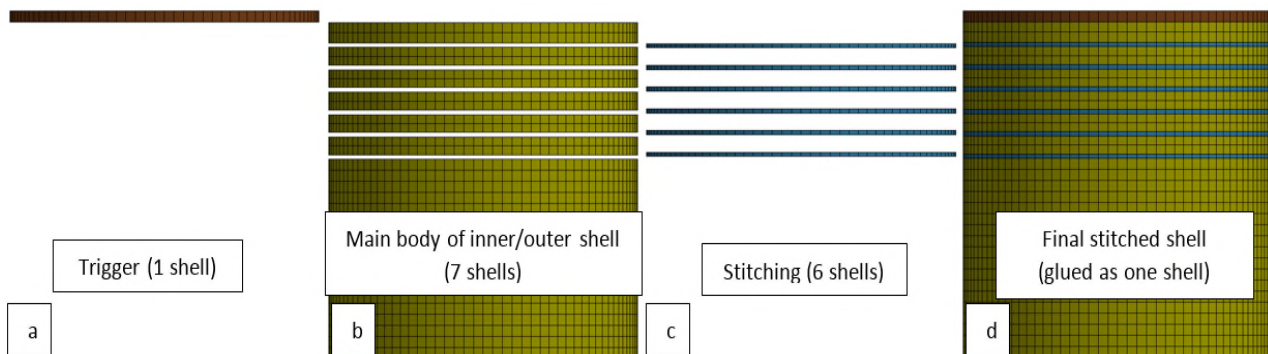 Trigger (1 shell)
a
Main body of inner/outer shell
(7 shells)
b
Stitching (6 shells)
c
Final stitched shell
(glued as one shell)
d